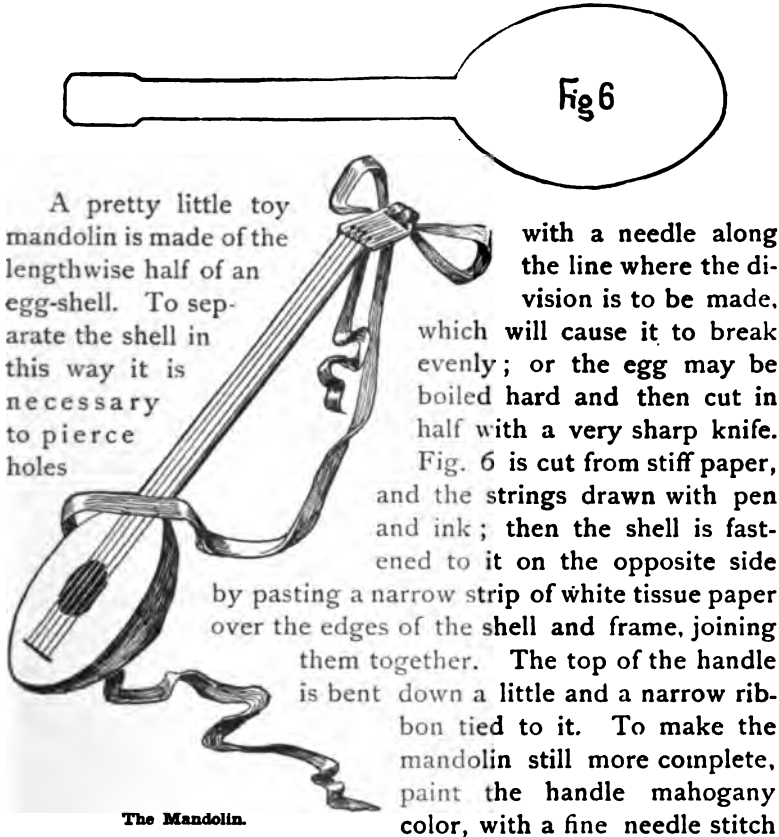 Fig 6
A pretty little toy
mandolin is made of the
lengthwise half of an
egg-shell. To sep-
arate the shell in
this way it is
necessary
to pierce
holes
with a needle along
the line where the di-
vision is to be made,
which will cause it to break
evenly; or the egg may be
boiled hard and then cut in
half with a very sharp knife.
Fig. 6 is cut from stiff paper,
and the strings drawn with pen
and ink; then the shell is fast-
ened to it on the opposite side
by pasting a narrow strip of white tissue paper
over the edges of the shell and frame, joining
them together. The top of the handle
is bent down a little and a narrow rib-
bon tied to it. To make the
mandolin still more complete,
paint the handle mahogany
color, with a fine needle stitch
The Mandolin.